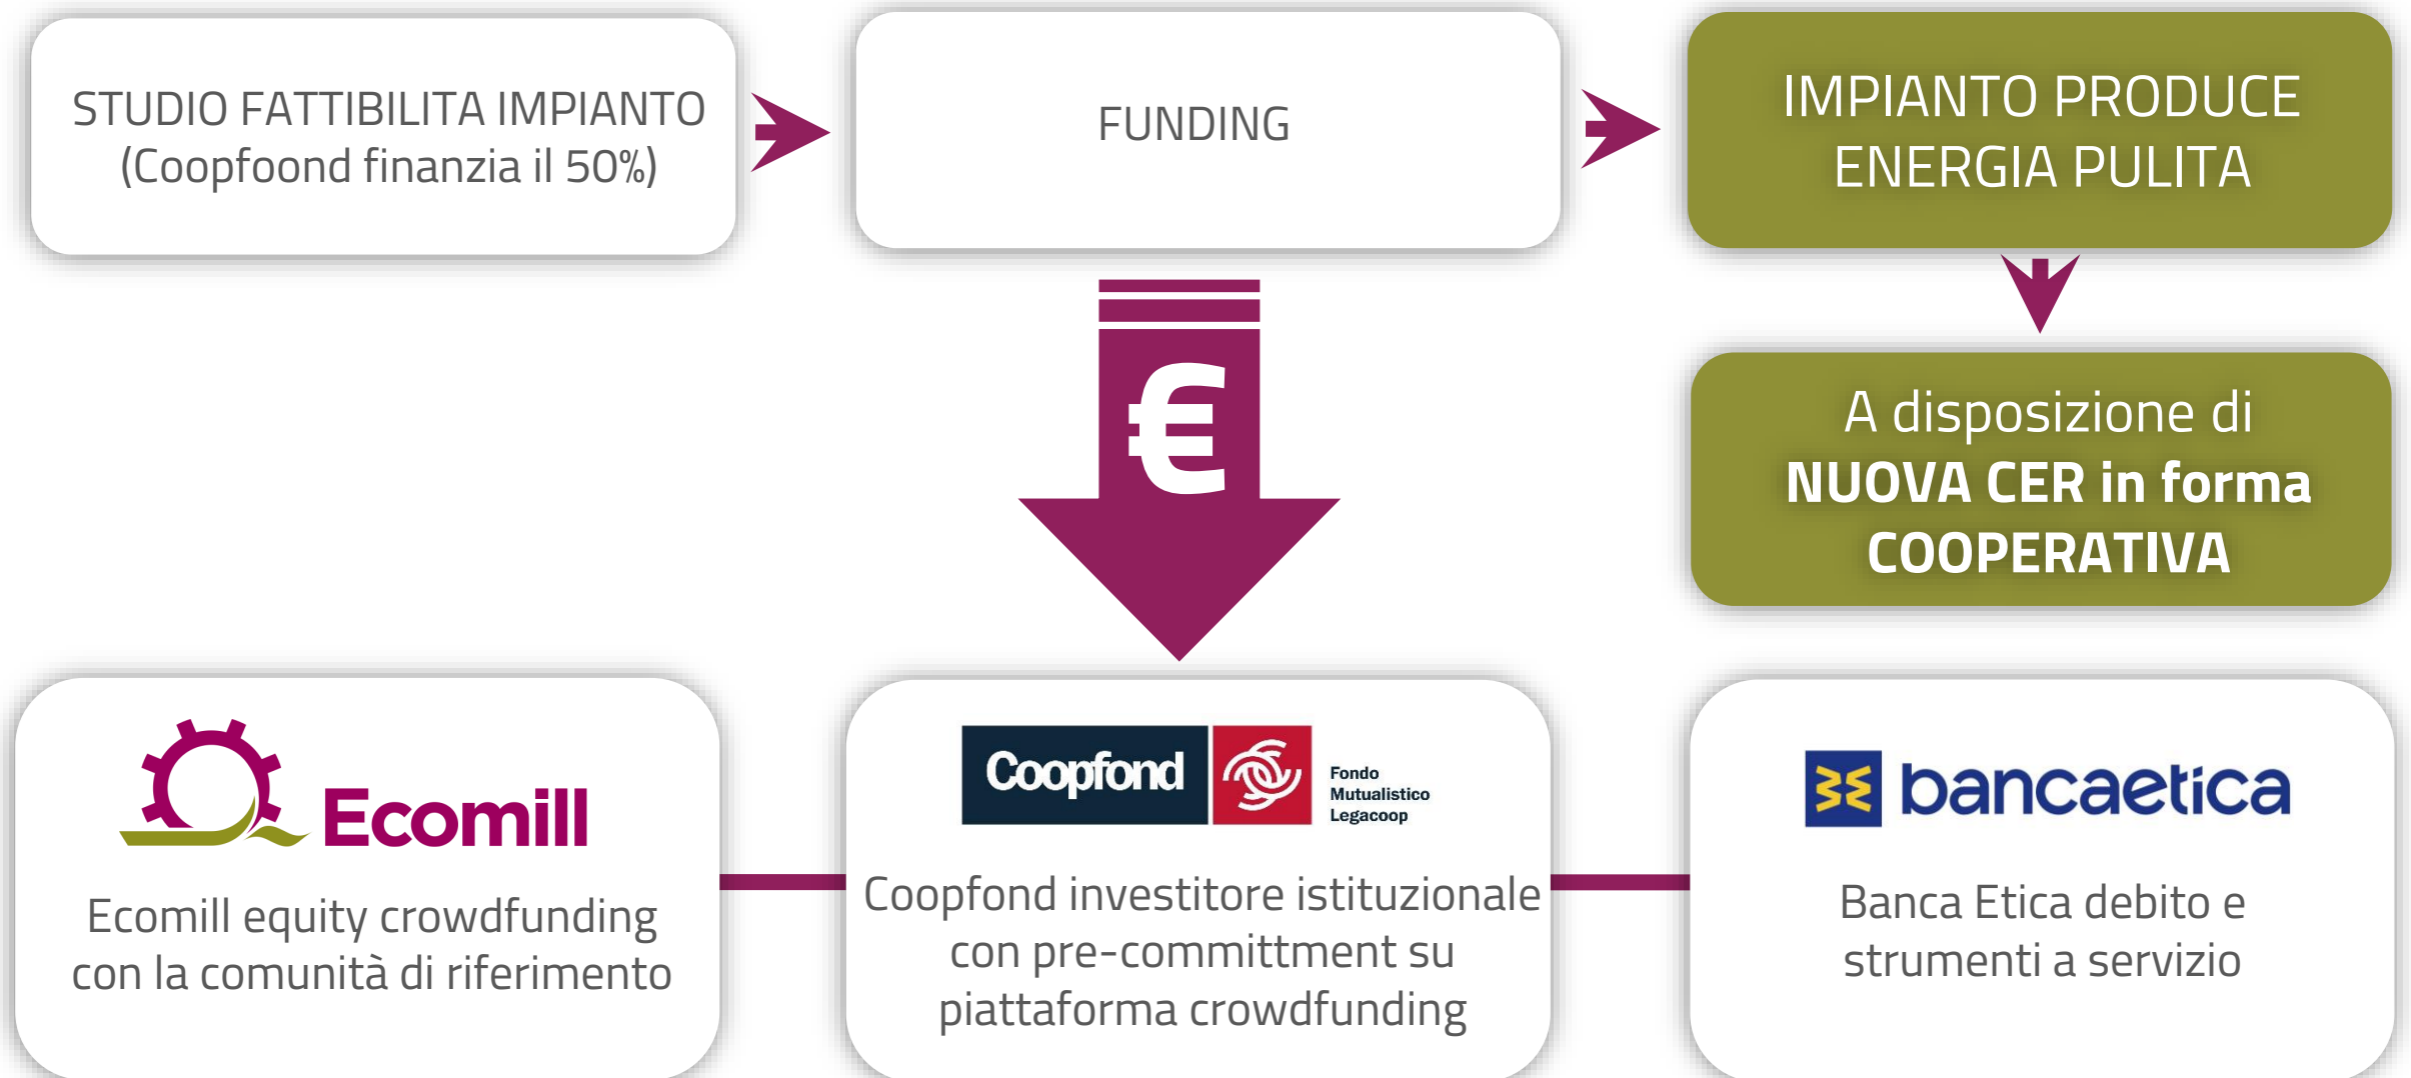 STUDIO FATTIBILITA IMPIANTO
(Coopfoond finanzia il 50%)
FUNDING
IMPIANTO PRODUCE
ENERGIA PULITA
€
A disposizione di
NUOVA CER in forma
COOPERATIVA
Ecomill
Ecomill equity crowdfunding
con la comunità di riferimento
Coopfond
Fondo
Mutualistico
Legacoop
Coopfond investitore istituzionale
con pre-committment su
piattaforma crowdfunding
bancaetica
Banca Etica debito e
strumenti a servizio